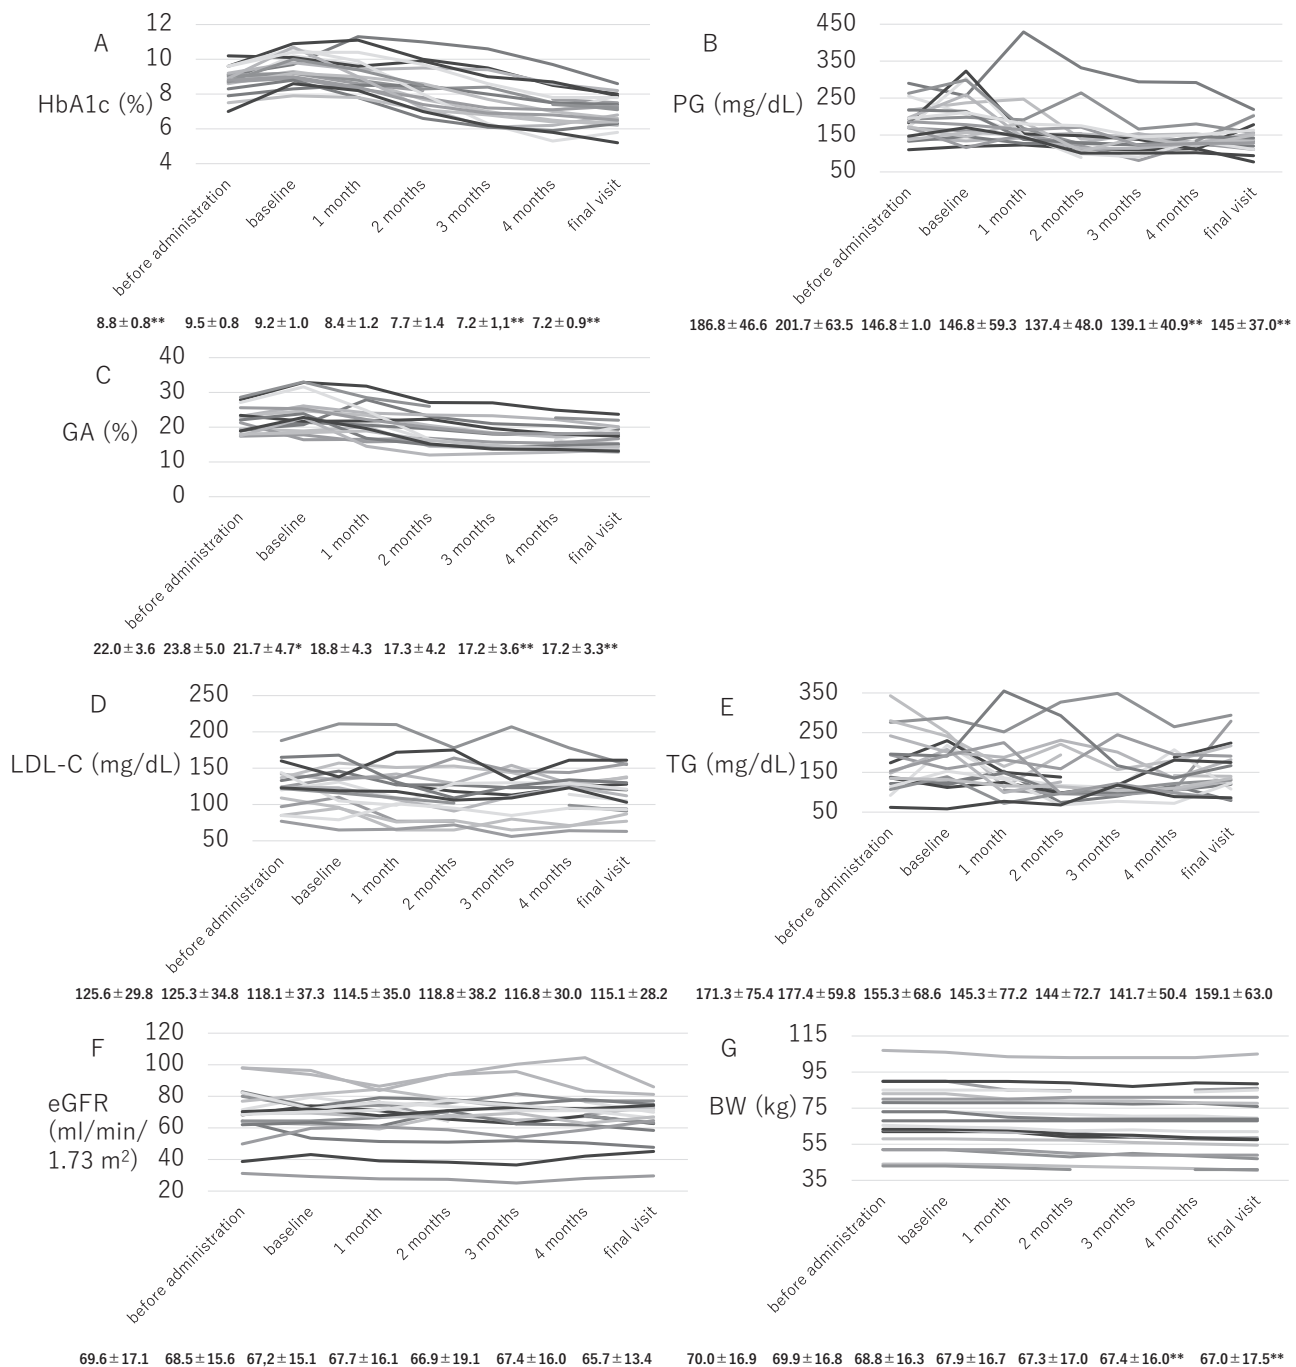 A
HbA1c (%)
12
10
8
6
4
before administration
baseline
1 month
2 months
3 months
4 months
final visit
8.8±0.8** 9.5±0.8 9.2±1.0 8.4±1.2 7.7±1.4 7.2±1,1** 7.2±0.9**
B
PG (mg/dL)
450
350
250
150
50
before administration
baseline
1 month
2 months
3 months
4 months
final visit
186.8±46.6 201.7±63.5 146.8±1.0 146.8±59.3 137.4±48.0 139.1±40.9** 145±37.0**
C
GA (%)
40
30
20
10
0
before administration
baseline
1 month
2 months
3 months
4 months
final visit
22.0±3.6 23.8±5.0 21.7±4.7* 18.8±4.3 17.3±4.2 17.2±3.6** 17.2±3.3**
D
LDL-C (mg/dL)
250
200
150
100
50
before administration
baseline
1 month
2 months
3 months
4 months
final visit
125.6±29.8 125.3±34.8 118.1±37.3 114.5±35.0 118.8±38.2 116.8±30.0 115.1±28.2
E
TG (mg/dL)
350
250
150
50
before administration
baseline
1 month
2 months
3 months
4 months
final visit
171.3±75.4 177.4±59.8 155.3±68.6 145.3±77.2 144±72.7 141.7±50.4 159.1±63.0
F
eGFR
(ml/min/
1.73 m²)
120
100
80
60
40
20
before administration
baseline
1 month
2 months
3 months
4 months
final visit
69.6±17.1 68.5±15.6 67,2±15.1 67.7±16.1 66.9±19.1 67.4±16.0 65.7±13.4
G
BW (kg)
115
95
75
55
35
before administration
baseline
1 month
2 months
3 months
4 months
final visit
70.0±16.9 69.9±16.8 68.8±16.3 67.9±16.7 67.3±17.0 67.4±16.0** 67.0±17.5**